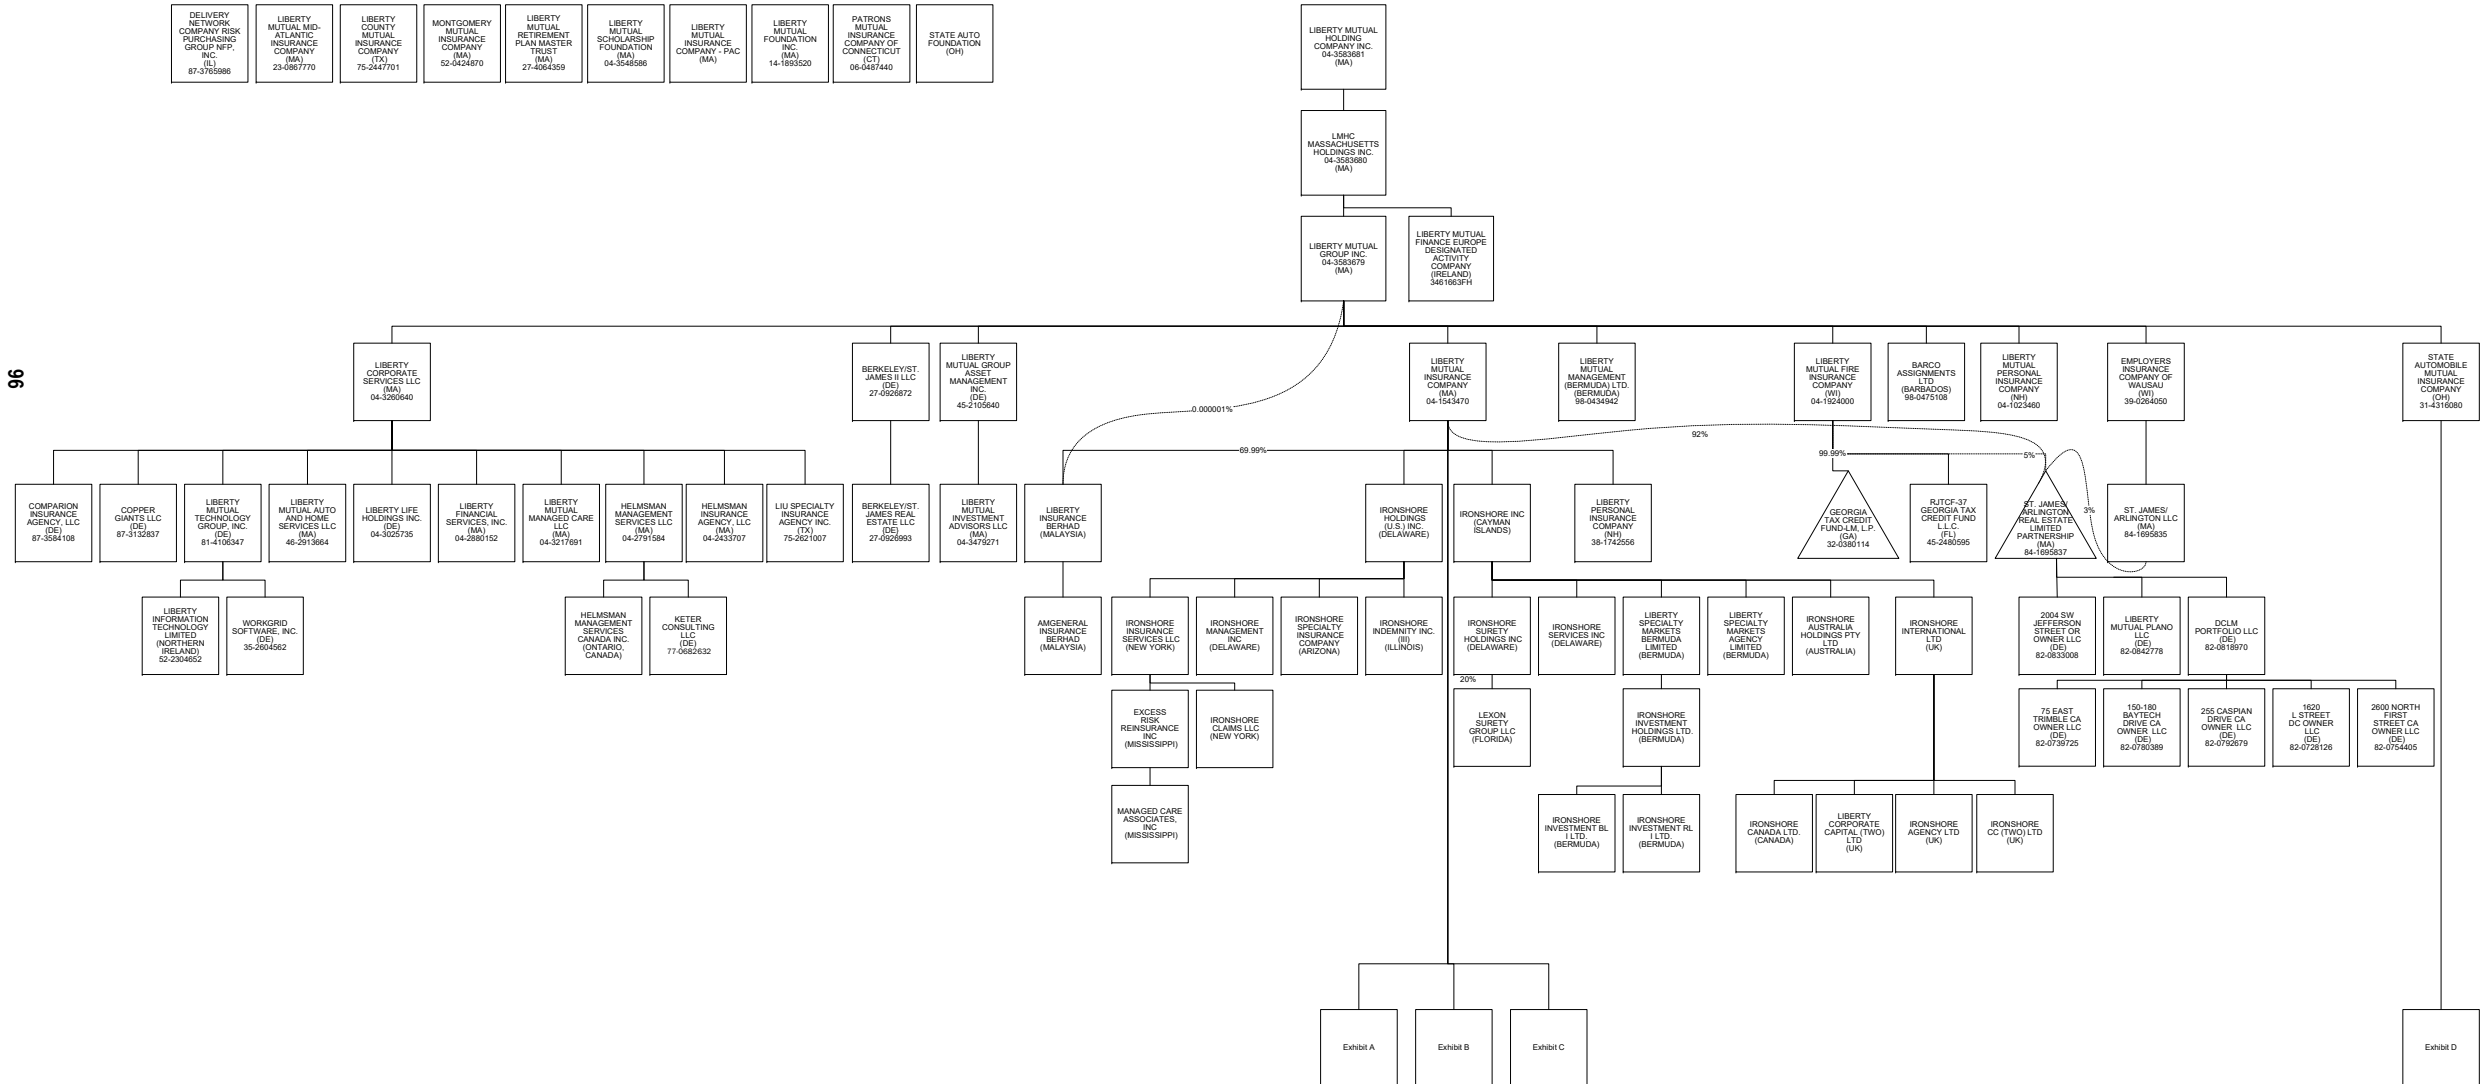 DELIVERY
NETWORK
COMPANY RISK
PURCHASING
GROUP NFP,
INC.
(IL)
87-3765986
LIBERTY
MUTUAL MID-
ATLANTIC
INSURANCE
COMPANY
(MA)
23-0867770
LIBERTY
COUNTY
MUTUAL
INSURANCE
COMPANY
(TX)
75-2447701
MONTGOMERY
MUTUAL
INSURANCE
COMPANY
(MA)
52-0424870
LIBERTY
MUTUAL
RETIREMENT
PLAN MASTER
TRUST
(MA)
27-4064359
LIBERTY
MUTUAL
SCHOLARSHIP
FOUNDATION
(MA)
04-3548586
LIBERTY
MUTUAL
INSURANCE
COMPANY - PAC
(MA)
LIBERTY
MUTUAL
FOUNDATION
INC.
(MA)
14-1893520
PATRONS
MUTUAL
INSURANCE
COMPANY OF
CONNECTICUT
(CT)
06-0487440
STATE AUTO
FOUNDATION
(OH)
LIBERTY MUTUAL
HOLDING
COMPANY INC.
04-3583681
(MA)
LMHC
MASSACHUSETTS
HOLDINGS INC.
04-3583680
(MA)
LIBERTY MUTUAL
GROUP INC.
04-3583679
(MA)
LIBERTY MUTUAL
FINANCE EUROPE
DESIGNATED
ACTIVITY
COMPANY
(IRELAND)
3461663FH
96
LIBERTY
CORPORATE
SERVICES LLC
(MA)
04-3260640
BERKELEY/ST.
JAMES II LLC
(DE)
27-0926872
LIBERTY
MUTUAL GROUP
ASSET
MANAGEMENT
INC.
(DE)
45-2105640
LIBERTY
MUTUAL
INSURANCE
COMPANY
(MA)
04-1543470
LIBERTY
MUTUAL
MANAGEMENT
(BERMUDA) LTD.
(BERMUDA)
98-0434942
LIBERTY
MUTUAL FIRE
INSURANCE
COMPANY
(WI)
04-1924000
BARCO
ASSIGNMENTS
LTD
(BARBADOS)
98-0475108
LIBERTY
MUTUAL
PERSONAL
INSURANCE
COMPANY
(NH)
04-1023460
EMPLOYERS
INSURANCE
COMPANY OF
WAUSAU
(WI)
39-0264050
STATE
AUTOMOBILE
MUTUAL
INSURANCE
COMPANY
(OH)
31-4316080
0.000001%
92%
69.99%
99.99%
5%
3%
COMPARION
INSURANCE
AGENCY, LLC
(DE)
87-3584108
COPPER
GIANTS LLC
(DE)
87-3132837
LIBERTY
MUTUAL
TECHNOLOGY
GROUP, INC.
(DE)
81-4106347
LIBERTY
MUTUAL AUTO
AND HOME
SERVICES LLC
(MA)
46-2913664
LIBERTY LIFE
HOLDINGS INC.
(DE)
04-3025735
LIBERTY
FINANCIAL
SERVICES, INC.
(MA)
04-2880152
LIBERTY
MUTUAL
MANAGED CARE
LLC
(MA)
04-3217691
HELMSMAN
MANAGEMENT
SERVICES LLC
(MA)
04-2791584
HELMSMAN
INSURANCE
AGENCY, LLC
(MA)
04-2433707
LIU SPECIALTY
INSURANCE
AGENCY INC.
(TX)
75-2621007
BERKELEY/ST.
JAMES REAL
ESTATE LLC
(DE)
27-0926993
LIBERTY
MUTUAL
INVESTMENT
ADVISORS LLC
(MA)
04-3479271
LIBERTY
INSURANCE
BERHAD
(MALAYSIA)
IRONSHORE
HOLDINGS
(U.S.) INC.
(DELAWARE)
IRONSHORE INC
(CAYMAN
ISLANDS)
LIBERTY
PERSONAL
INSURANCE
COMPANY
(NH)
38-1742556
GEORGIA
TAX CREDIT
FUND-LM, L.P.
(GA)
32-0380114
RJTCF-37
GEORGIA TAX
CREDIT FUND
L.L.C.
(FL)
45-2480595
ST. JAMES/
ARLINGTON
REAL ESTATE
LIMITED
PARTNERSHIP
(MA)
84-1695837
ST. JAMES/
ARLINGTON LLC
(MA)
84-1695835
LIBERTY
INFORMATION
TECHNOLOGY
LIMITED
(NORTHERN
IRELAND)
52-2304652
WORKGRID
SOFTWARE, INC.
(DE)
35-2604562
HELMSMAN
MANAGEMENT
SERVICES
CANADA INC.
(ONTARIO,
CANADA)
KETER
CONSULTING
LLC
(DE)
77-0682632
AMGENERAL
INSURANCE
BERHAD
(MALAYSIA)
IRONSHORE
INSURANCE
SERVICES LLC
(NEW YORK)
IRONSHORE
MANAGEMENT
INC
(DELAWARE)
IRONSHORE
SPECIALTY
INSURANCE
COMPANY
(ARIZONA)
IRONSHORE
INDEMNITY INC.
(III)
(ILLINOIS)
IRONSHORE
SURETY
HOLDINGS INC
(DELAWARE)
IRONSHORE
SERVICES INC
(DELAWARE)
LIBERTY
SPECIALTY
MARKETS
BERMUDA
LIMITED
(BERMUDA)
LIBERTY
SPECIALTY
MARKETS
AGENCY
LIMITED
(BERMUDA)
IRONSHORE
AUSTRALIA
HOLDINGS PTY
LTD
(AUSTRALIA)
IRONSHORE
INTERNATIONAL
LTD
(UK)
2004 SW
JEFFERSON
STREET OR
OWNER LLC
(DE)
82-0833008
LIBERTY
MUTUAL PLANO
LLC
(DE)
82-0842778
DCLM
PORTFOLIO LLC
(DE)
82-0818970
20%
EXCESS
RISK
REINSURANCE
INC
(MISSISSIPPI)
IRONSHORE
CLAIMS LLC
(NEW YORK)
LEXON
SURETY
GROUP LLC
(FLORIDA)
IRONSHORE
INVESTMENT
HOLDINGS LTD.
(BERMUDA)
75 EAST
TRIMBLE CA
OWNER LLC
(DE)
82-0739725
150-180
BAYTECH
DRIVE CA
OWNER LLC
(DE)
82-0780389
255 CASPIAN
DRIVE CA
OWNER LLC
(DE)
82-0792679
1620
L STREET
DC OWNER
LLC
(DE)
82-0728126
2600 NORTH
FIRST
STREET CA
OWNER LLC
(DE)
82-0754405
MANAGED CARE
ASSOCIATES,
INC
(MISSISSIPPI)
IRONSHORE
INVESTMENT BL
I LTD.
(BERMUDA)
IRONSHORE
INVESTMENT RL
I LTD.
(BERMUDA)
IRONSHORE
CANADA LTD.
(CANADA)
LIBERTY
CORPORATE
CAPITAL (TWO)
LTD
(UK)
IRONSHORE
AGENCY LTD
(UK)
IRONSHORE
CC (TWO) LTD
(UK)
Exhibit A
Exhibit B
Exhibit C
Exhibit D